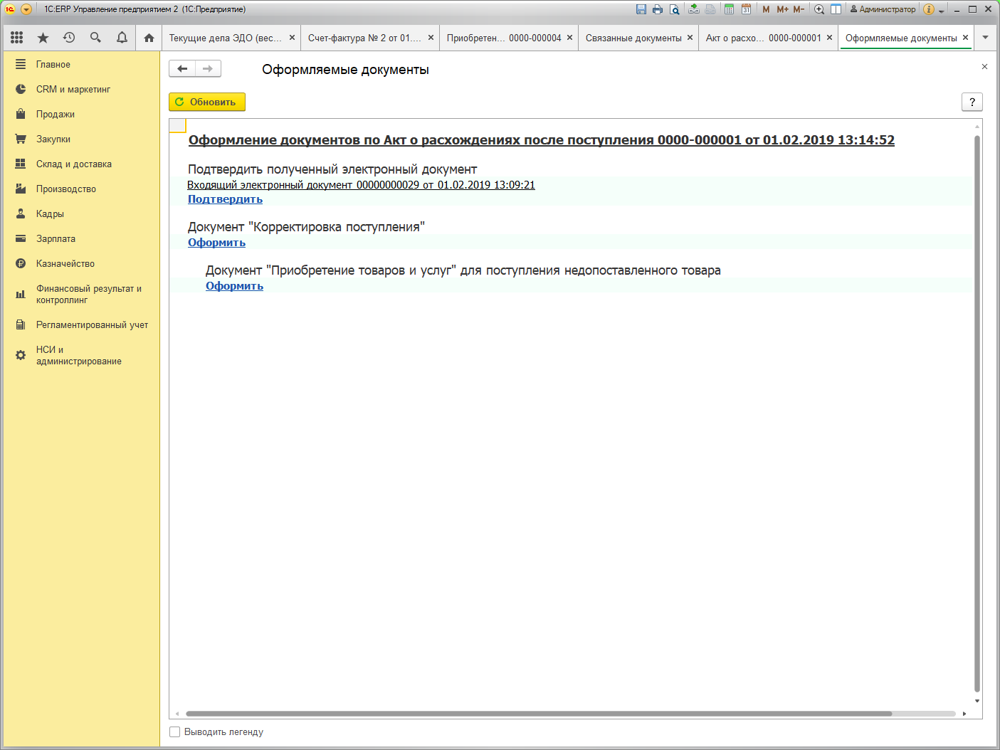 1С:ERP Управление предприятием 2 (1С:Предприятие)
31
M M+ M-
Администратор
Текущие дела ЭДО (вес...
Счет-фактура № 2 от 01....
Приобретен... 0000-000004
Связанные документы
Акт о расхо... 0000-000001
Оформляемые документы
Главное
CRM и маркетинг
Продажи
Закупки
Склад и доставка
Производство
Кадры
Зарплата
Казначейство
Финансовый результат и
контроллинг
Регламентированный учет
НСИ и
администрирование
Оформляемые документы
Обновить
?
Оформление документов по Акт о расхождениях после поступления 0000-000001 от 01.02.2019 13:14:52
Подтвердить полученный электронный документ
Входящий электронный документ 00000000029 от 01.02.2019 13:09:21
Подтвердить
Документ "Корректировка поступления"
Оформить
Документ "Приобретение товаров и услуг" для поступления недопоставленного товара
Оформить
Выводить легенду